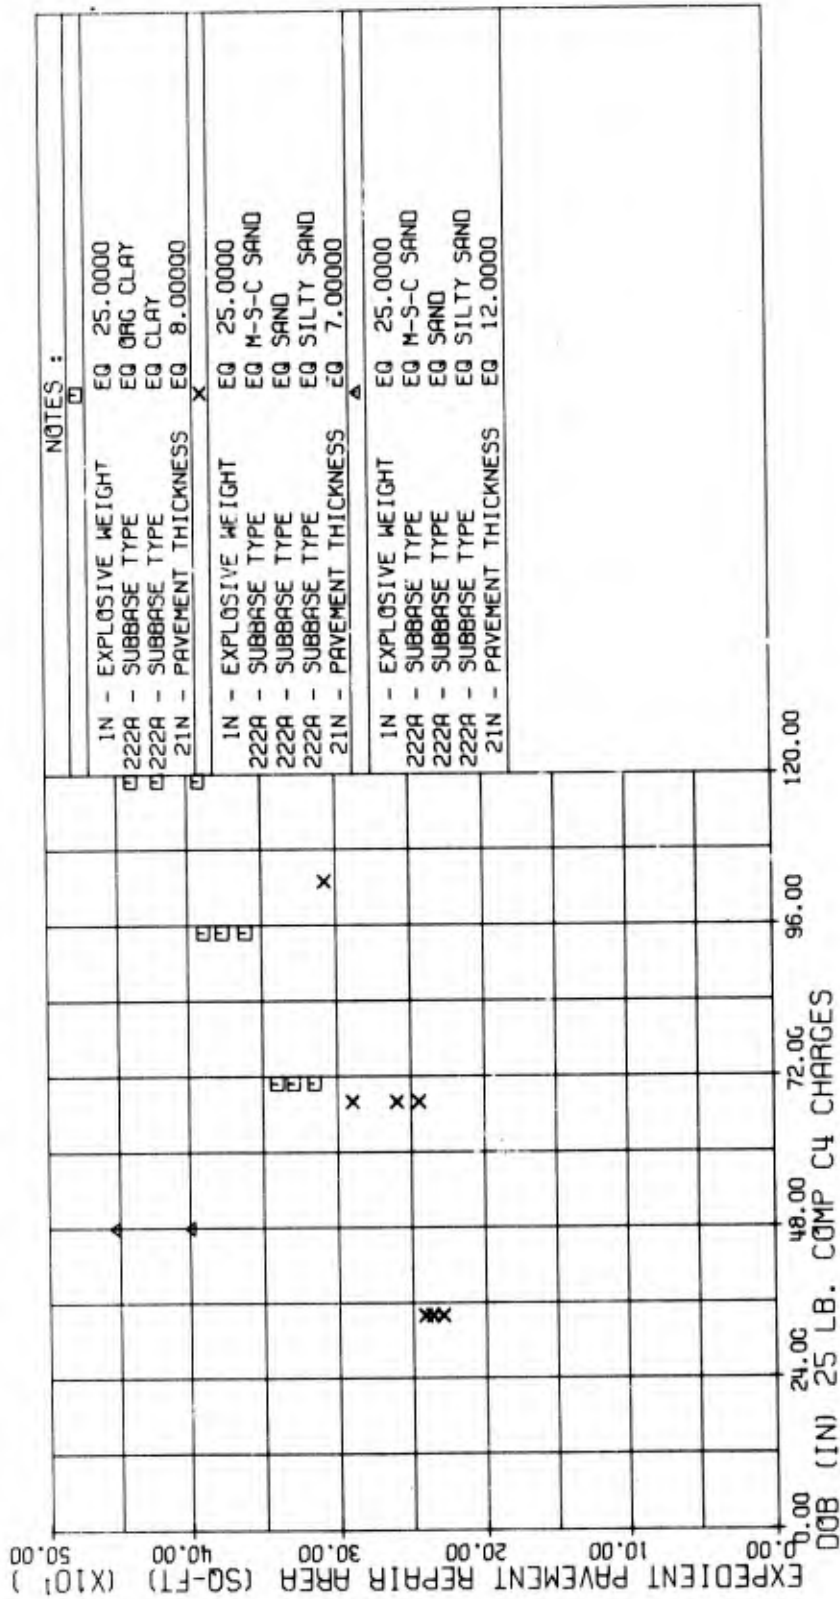 EXPEDIENT PAVEMENT REPAIR AREA (SQ-FT) (X10¹ )
50.00
40.00
30.00
20.00
10.00
0.00
0.00 24.00 48.00 72.00 96.00 120.00
DOB (IN) 25 LB. COMP C4 CHARGES
NOTES :
1N - EXPLOSIVE WEIGHT EQ 25.0000
222A - SUBBASE TYPE EQ ORG CLAY
222A - SUBBASE TYPE EQ CLAY
21N - PAVEMENT THICKNESS EQ 8.00000
1N - EXPLOSIVE WEIGHT EQ 25.0000
222A - SUBBASE TYPE EQ M-S-C SAND
222A - SUBBASE TYPE EQ SAND
222A - SUBBASE TYPE EQ SILTY SAND
21N - PAVEMENT THICKNESS EQ 7.00000
1N - EXPLOSIVE WEIGHT EQ 25.0000
222A - SUBBASE TYPE EQ M-S-C SAND
222A - SUBBASE TYPE EQ SAND
222A - SUBBASE TYPE EQ SILTY SAND
21N - PAVEMENT THICKNESS EQ 12.0000